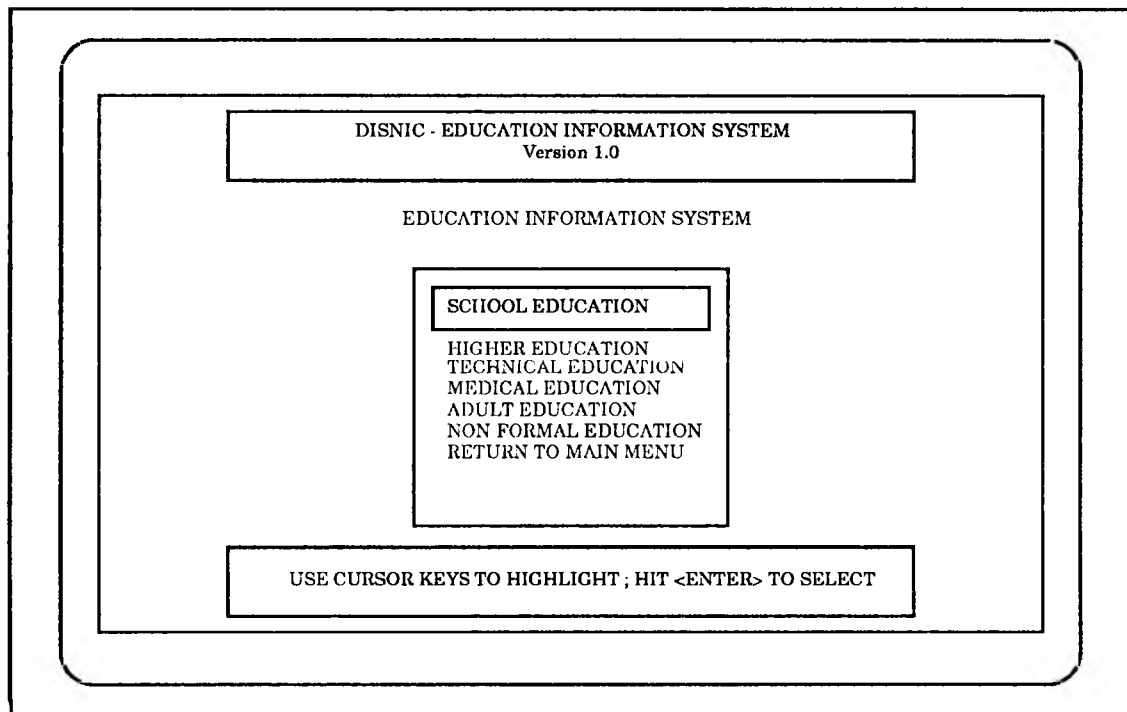 DISNIC - EDUCATION INFORMATION SYSTEM
Version 1.0
EDUCATION INFORMATION SYSTEM
SCHOOL EDUCATION
HIGHER EDUCATION
TECHNICAL EDUCATION
MEDICAL EDUCATION
ADULT EDUCATION
NON FORMAL EDUCATION
RETURN TO MAIN MENU
USE CURSOR KEYS TO HIGHLIGHT ; HIT <ENTER> TO SELECT